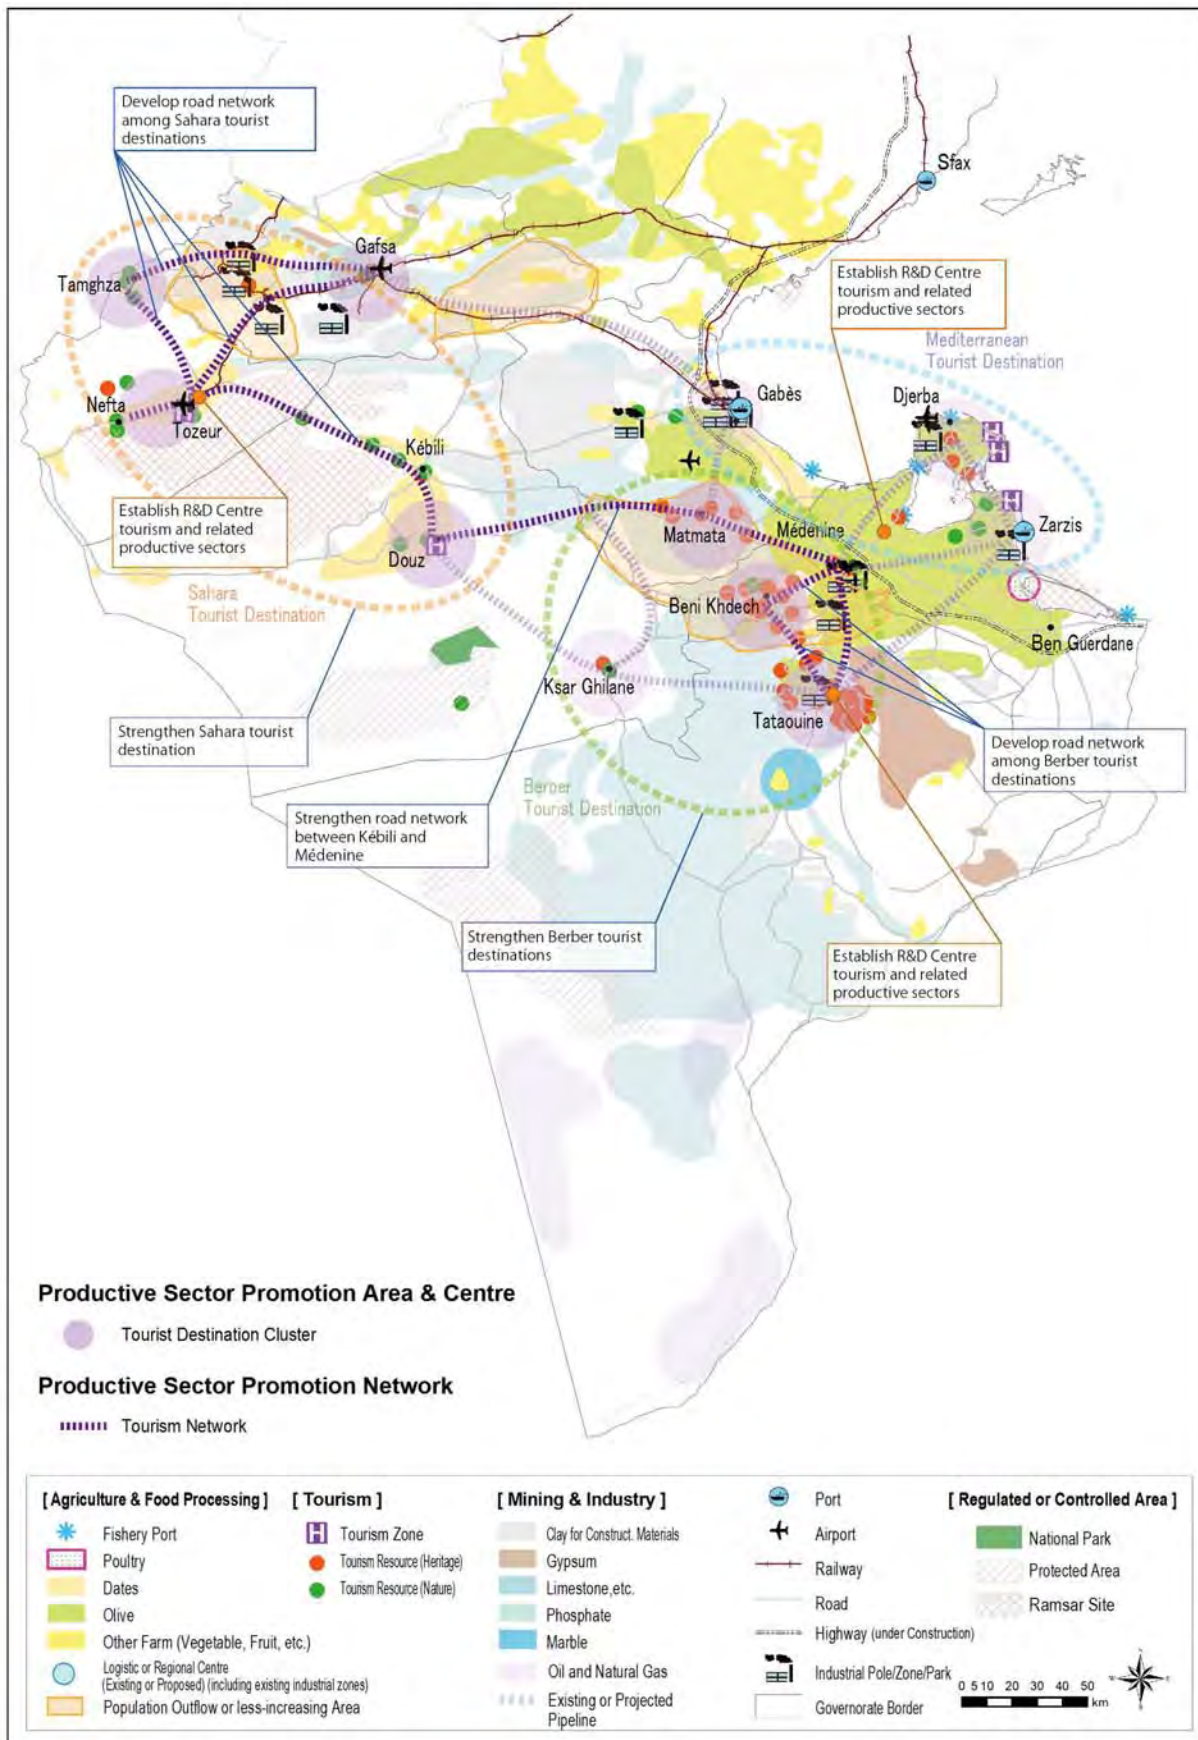 Develop road network
among Sahara tourist
destinations
Sfax
Gafsa
Tamghza
Establish R&D Centre
tourism and related
productive sectors
Mediterranean
Tourist Destination
Gabès
Djerba
Nefta
Tozeur
Kébili
Establish R&D Centre
tourism and related
productive sectors
Médenine
Zarzis
Matmata
Douz
Sahara
Tourist Destination
Beni Khdech
Ben Guerdane
Ksar Ghilane
Tataouine
Strengthen Sahara tourist
destination
Develop road network
among Berber tourist
destinations
Berber
Tourist Destination
Strengthen road network
between Kébili and
Médenine
Strengthen Berber tourist
destinations
Establish R&D Centre
tourism and related
productive sectors
Productive Sector Promotion Area & Centre
Tourist Destination Cluster
Productive Sector Promotion Network
Tourism Network
[ Agriculture & Food Processing ]
Fishery Port
Poultry
Dates
Olive
Other Farm (Vegetable, Fruit, etc.)
Logistic or Regional Centre
(Existing or Proposed) (including existing industrial zones)
Population Outflow or less-increasing Area
[ Tourism ]
H Tourism Zone
Tourism Resource (Heritage)
Tourism Resource (Nature)
[ Mining & Industry ]
Clay for Construct. Materials
Gypsum
Limestone,etc.
Phosphate
Marble
Oil and Natural Gas
Existing or Projected
Pipeline
Port
Airport
Railway
Road
Highway (under Construction)
Industrial Pole/Zone/Park
Governorate Border
[ Regulated or Controlled Area ]
National Park
Protected Area
Ramsar Site
0 5 10 20 30 40 50
km